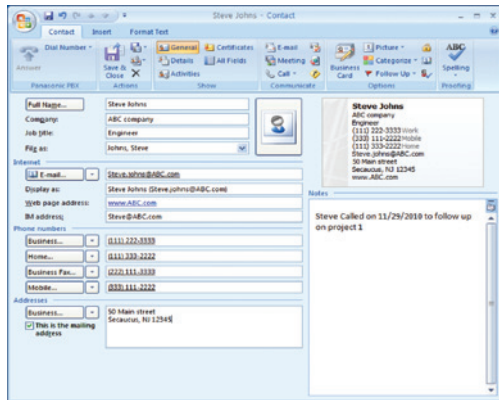 Steve Johns - Contact
Contact Insert Format Text
Answer
Dial Number
Panasonic PBX
Save & Close
Actions
General
Details
Activities
Certificates
All Fields
Show
E-mail
Meeting
Call
Communicate
Business Card
Picture
Categorize
Follow Up
Options
ABC
Spelling
Proofing
Full Name... Steve Johns
Company: ABC company
Job title: Engineer
File as: Johns, Steve
Internet
E-mail... Steve.johns@ABC.com
Display as: Steve Johns (Steve.johns@ABC.com)
Web page address: www.ABC.com
IM address: Steve@ABC.com
Phone numbers
Business... (111) 222-3333
Home... (111) 333-2222
Business Fax... (222) 111-3333
Mobile... (333) 111-2222
Addresses
Business... 50 Main street
Secaucus, NJ 12345
This is the mailing
address
Steve Johns
ABC company
Engineer
(111) 222-3333 Work
(333) 111-2222 Mobile
(111) 333-2222 Home
Steve.johns@ABC.com
50 Main street
Secaucus, NJ 12345
www.ABC.com
Notes
Steve Called on 11/29/2010 to follow up
on project 1